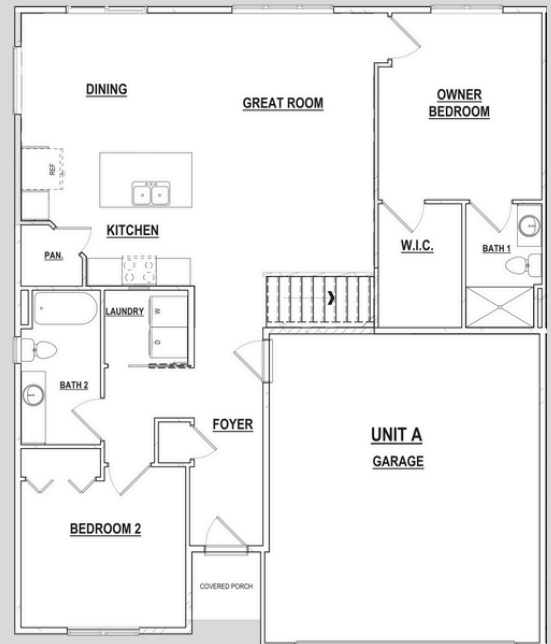 DINING
GREAT ROOM
OWNER
BEDROOM
REF
KITCHEN
PAN.
W.I.C.
BATH 1
LAUNDRY
W
D
BATH 2
FOYER
UNIT A
GARAGE
BEDROOM 2
COVERED PORCH